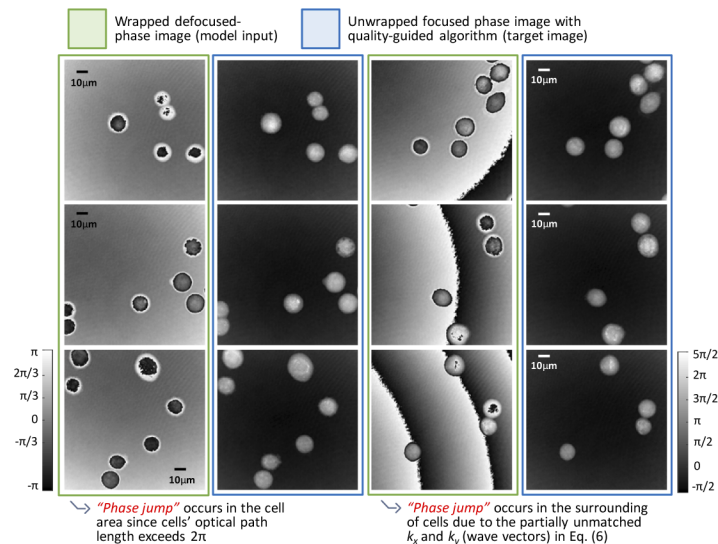 Wrapped defocused-
phase image (model input)
Unwrapped focused phase image with
quality-guided algorithm (target image)
10μm
10μm
10μm
10μm
10μm
10μm
10μm
10μm
π
2π/3
π/3
0
-π/3
-π
5π/2
2π
3π/2
π
π/2
0
-π/2
"Phase jump" occurs in the cell
area since cells' optical path
length exceeds 2π
"Phase jump" occurs in the surrounding
of cells due to the partially unmatched
kx and ky (wave vectors) in Eq. (6)